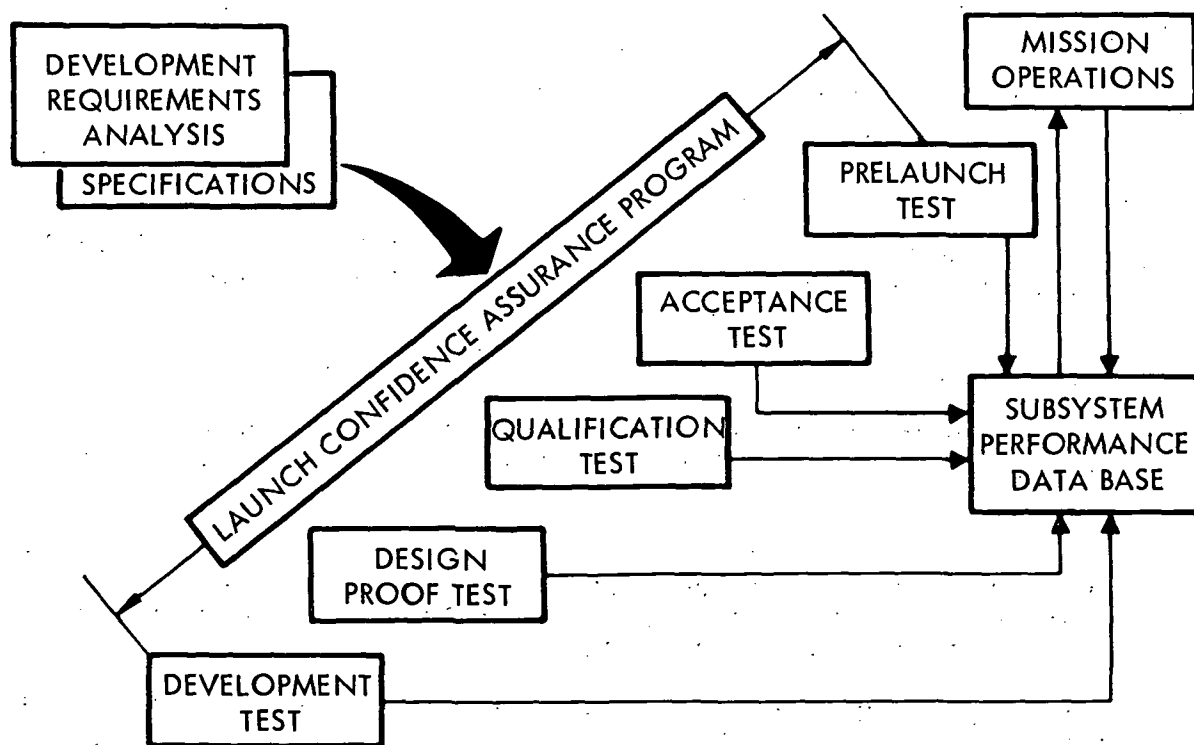 DEVELOPMENT
REQUIREMENTS
ANALYSIS
SPECIFICATIONS
LAUNCH CONFIDENCE ASSURANCE PROGRAM
MISSION
OPERATIONS
PRELAUNCH
TEST
ACCEPTANCE
TEST
QUALIFICATION
TEST
SUBSYSTEM
PERFORMANCE
DATA BASE
DESIGN
PROOF TEST
DEVELOPMENT
TEST